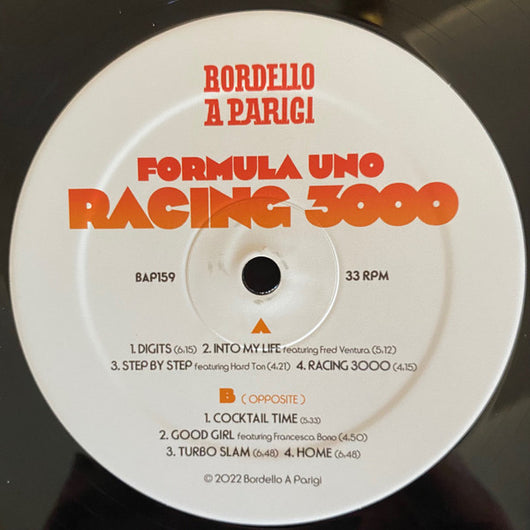 BORDELLO
A PARIGI
FORMULA UNO
RACING 3000
BAP159 33 RPM
A
1. DIGITS (6.15) 2. INTO MY LIFE featuring Fred Ventura (5.12)
3. STEP BY STEP featuring Hard Ton (4.21) 4. RACING 3000 (4.15)
B (OPPOSITE)
1. COCKTAIL TIME (5.33)
2. GOOD GIRL featuring Francesca Bono (4.50)
3. TURBO SLAM (6.48) 4. HOME (6.48)
© 2022 Bordello A Parigi